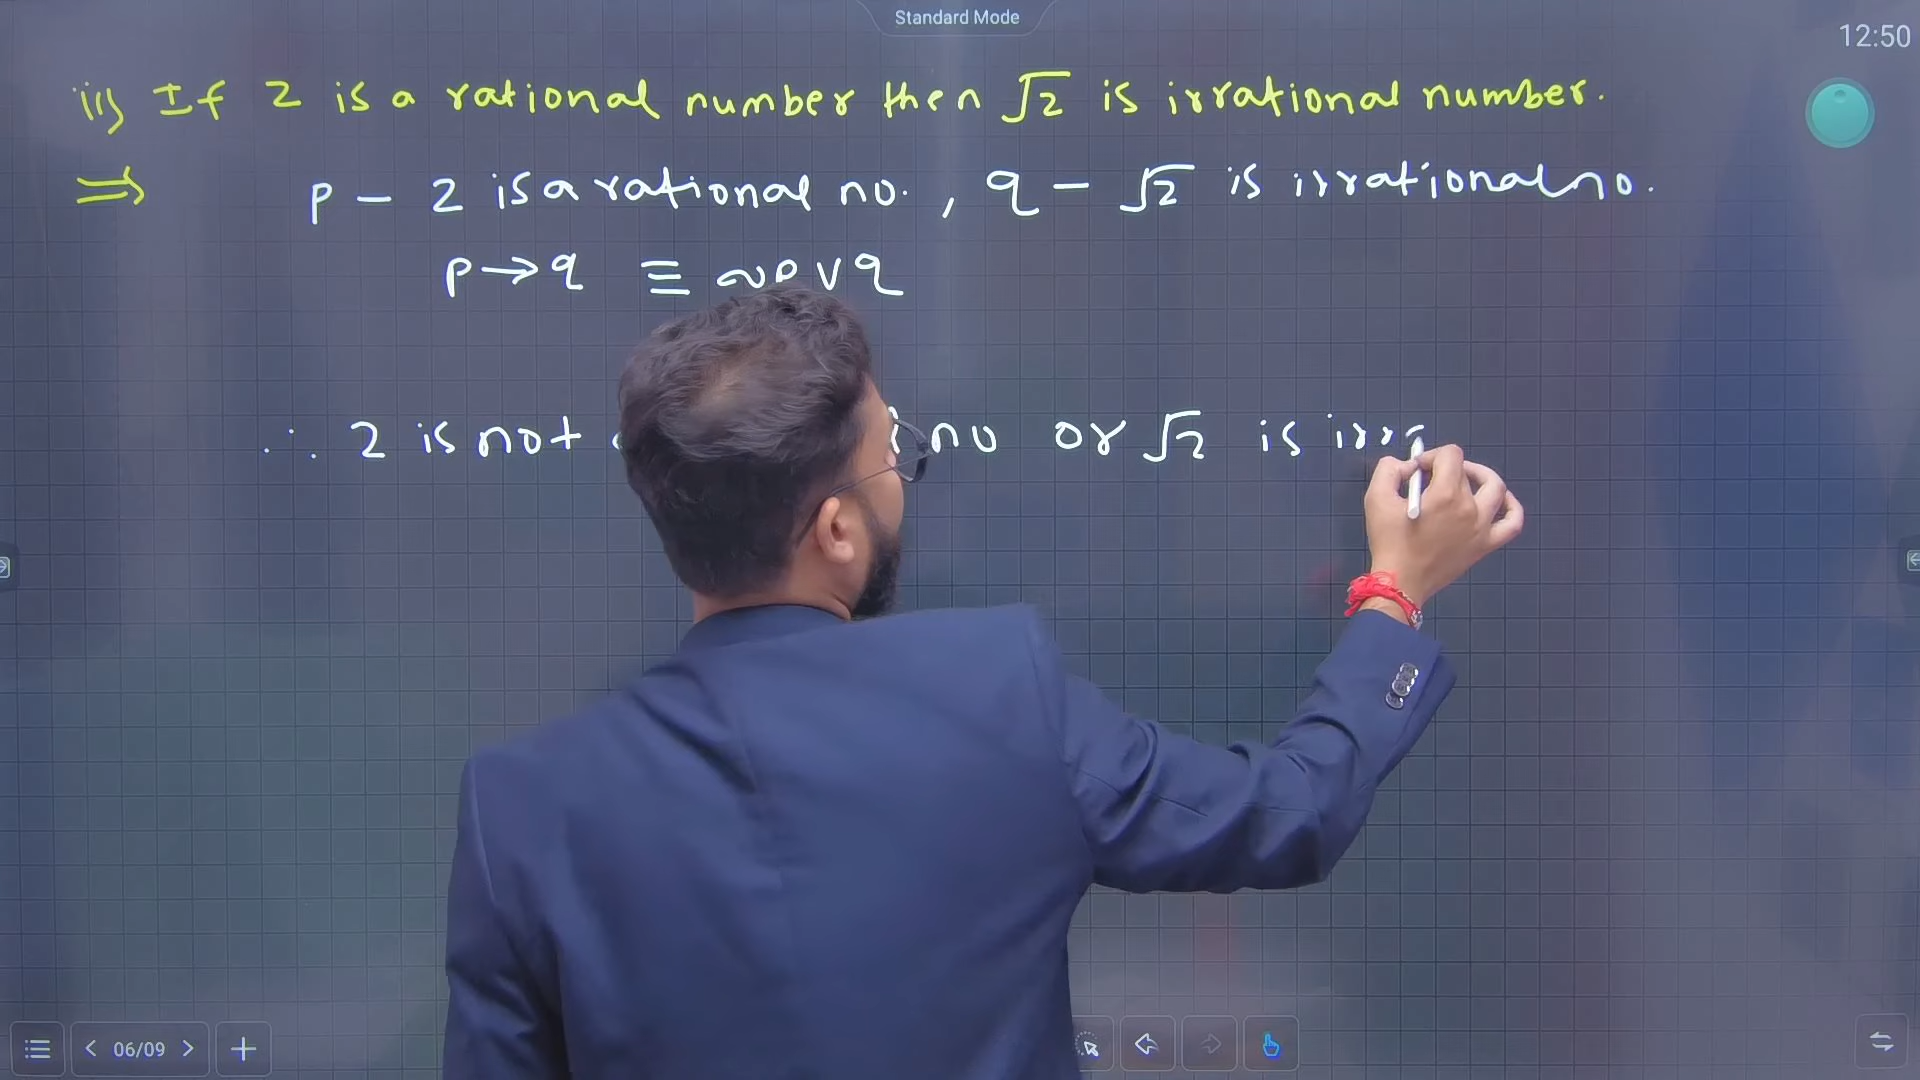 Standard Mode
12:50
ii) If 2 is a rational number then √2 is irrational number.
⇒ p – 2 is a rational no. , q – √2 is irrational no.
p → q ≡ ~p ∨ q
∴ 2 is not no or √2 is irr
06/09